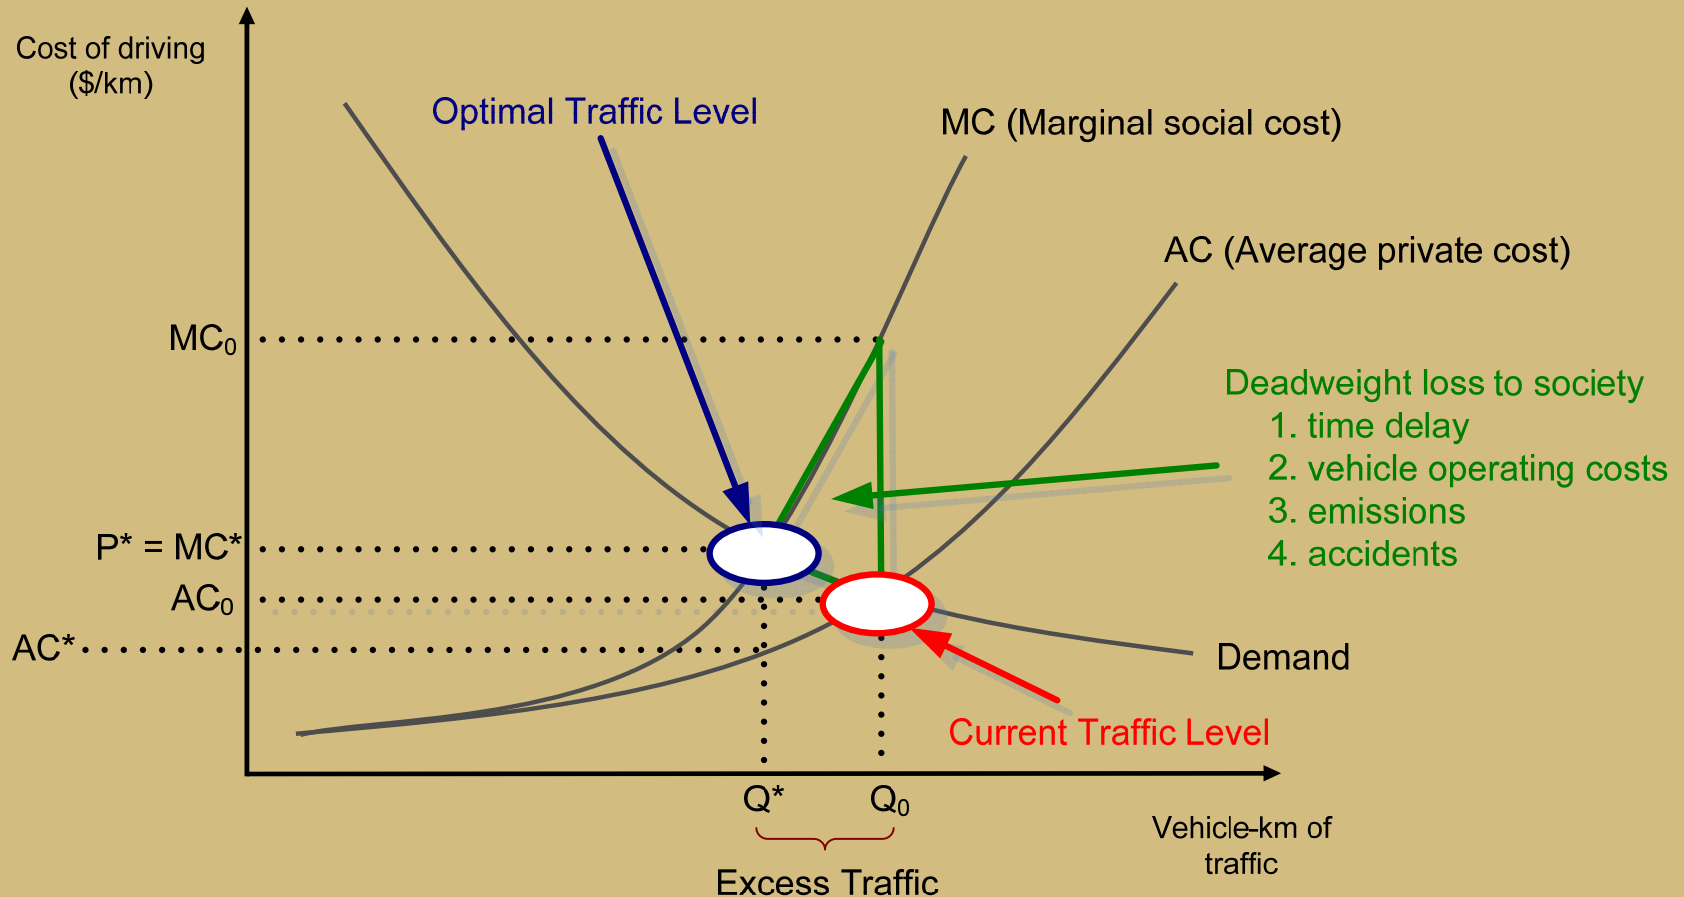 Cost of driving
($/km)
Optimal Traffic Level
MC (Marginal social cost)
AC (Average private cost)
MC₀
Deadweight loss to society
1. time delay
2. vehicle operating costs
3. emissions
4. accidents
P* = MC*
AC₀
AC*
Demand
Current Traffic Level
Q*
Q₀
Vehicle-km of
traffic
Excess Traffic